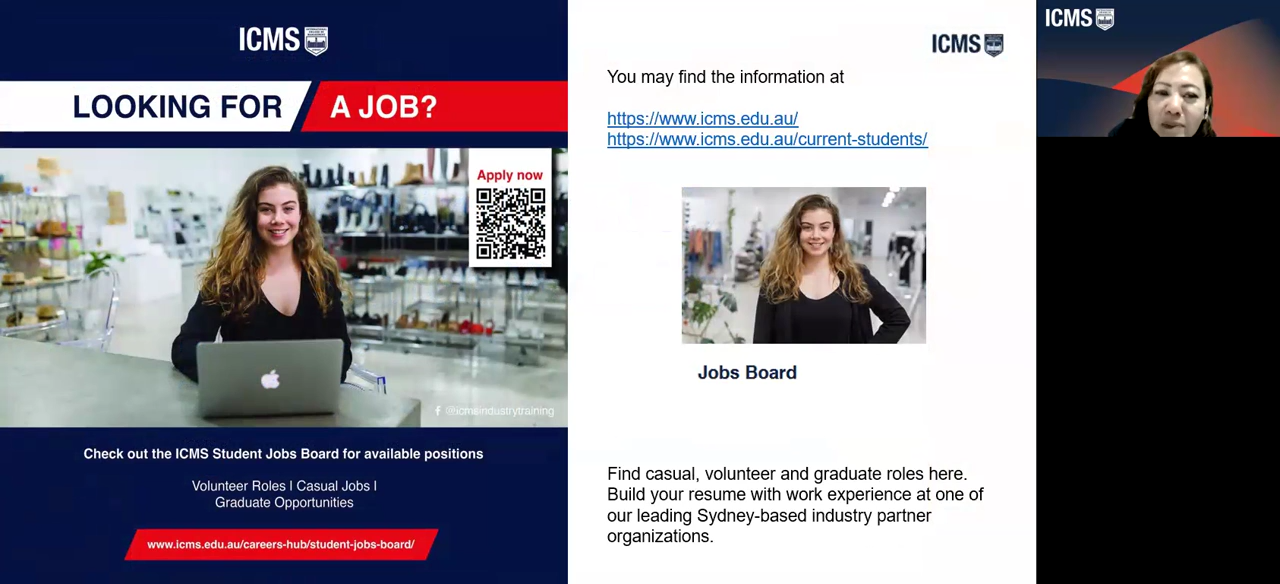 ICMS
LOOKING FOR A JOB?
Apply now
@icmsindustrytraining
Check out the ICMS Student Jobs Board for available positions
Volunteer Roles | Casual Jobs |
Graduate Opportunities
www.icms.edu.au/careers-hub/student-jobs-board/
ICMS
You may find the information at
https://www.icms.edu.au/
https://www.icms.edu.au/current-students/
Jobs Board
Find casual, volunteer and graduate roles here.
Build your resume with work experience at one of
our leading Sydney-based industry partner
organizations.
ICMS